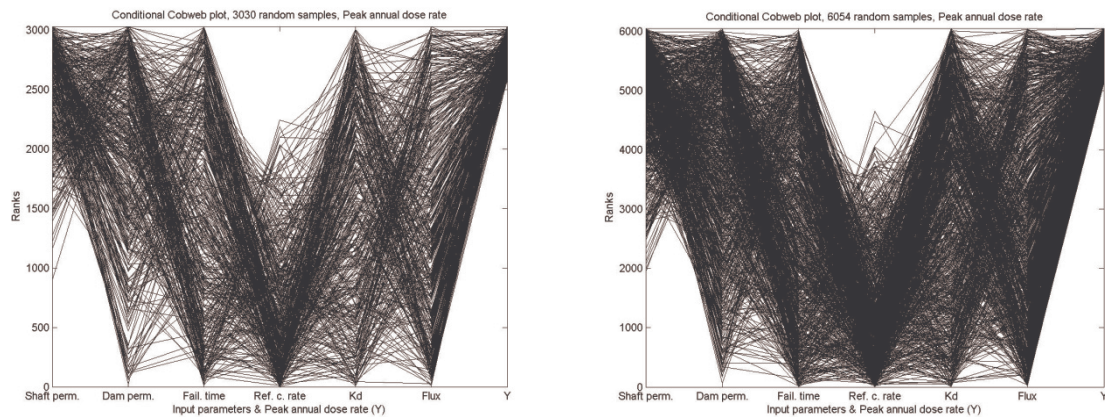 Conditional Cobweb plot, 3030 random samples, Peak annual dose rate
3000
2500
2000
1500
1000
500
0
Ranks
Shaft perm. Dam perm. Fail. time Ref. c. rate Kd Flux Y
Input parameters & Peak annual dose rate (Y)
Conditional Cobweb plot, 6054 random samples, Peak annual dose rate
6000
5000
4000
3000
2000
1000
0
Ranks
Shaft perm. Dam perm. Fail. time Ref. c. rate Kd Flux Y
Input parameters & Peak annual dose rate (Y)